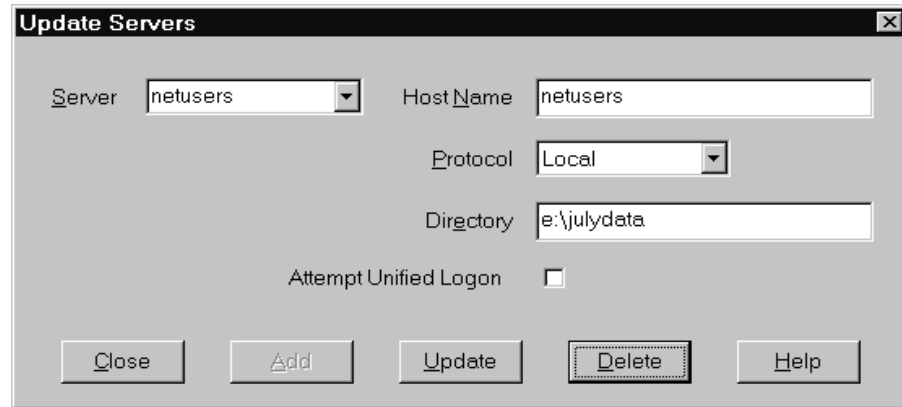 Update Servers
Server netusers Host Name netusers
Protocol Local
Directory e:\julydata
Attempt Unified Logon
Close Add Update Delete Help